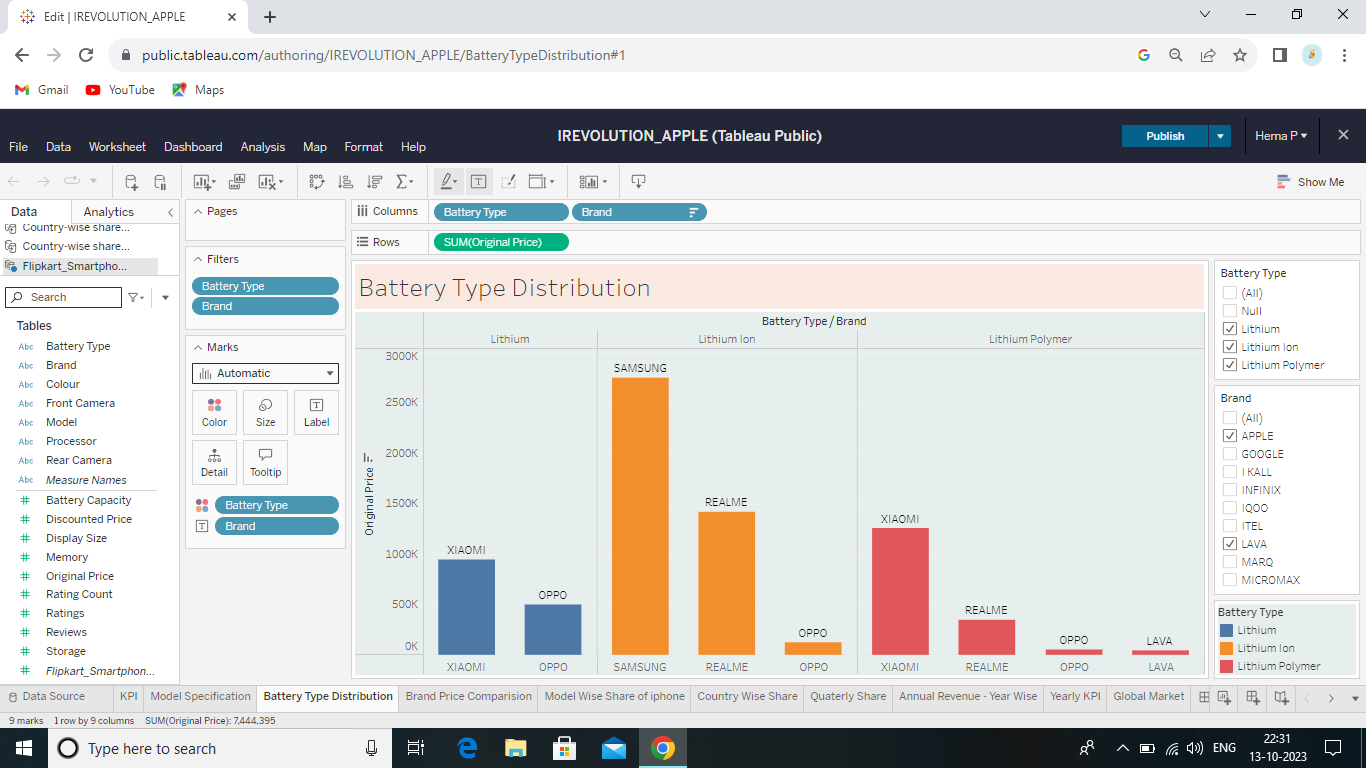 Edit | IREVOLUTION_APPLE
public.tableau.com/authoring/IREVOLUTION_APPLE/BatteryTypeDistribution#1
Gmail YouTube Maps
IREVOLUTION_APPLE (Tableau Public)
Publish
Hema P
File Data Worksheet Dashboard Analysis Map Format Help
Show Me
Data Analytics
Country-wise share...
Country-wise share...
Flipkart_Smartpho...
Search
Tables
Abc Battery Type
Abc Brand
Abc Colour
Abc Front Camera
Abc Model
Abc Processor
Abc Rear Camera
Abc Measure Names
Battery Capacity
Discounted Price
Display Size
Memory
Original Price
Rating Count
Ratings
Reviews
Storage
Flipkart_Smartphon...
Pages
Filters
Battery Type
Brand
Marks
Automatic
Color Size Label
Detail Tooltip
Battery Type
Brand
Columns Battery Type Brand
Rows SUM(Original Price)
Battery Type Distribution
Battery Type / Brand
Lithium Lithium Ion Lithium Polymer
Original Price
3000K
2500K
2000K
1500K
1000K
500K
0K
XIAOMI
OPPO
SAMSUNG
REALME
OPPO
XIAOMI
REALME
OPPO
LAVA
XIAOMI OPPO SAMSUNG REALME OPPO XIAOMI REALME OPPO LAVA
Battery Type
(All)
Null
Lithium
Lithium Ion
Lithium Polymer
Brand
(All)
APPLE
GOOGLE
I KALL
INFINIX
IQOO
ITEL
LAVA
MARQ
MICROMAX
Battery Type
Lithium
Lithium Ion
Lithium Polymer
Data Source KPI Model Specification Battery Type Distribution Brand Price Comparision Model Wise Share of iphone Country Wise Share Quaterly Share Annual Revenue - Year Wise Yearly KPI Global Market
9 marks 1 row by 9 columns SUM(Original Price): 7,444,395
Type here to search
ENG
22:31
13-10-2023